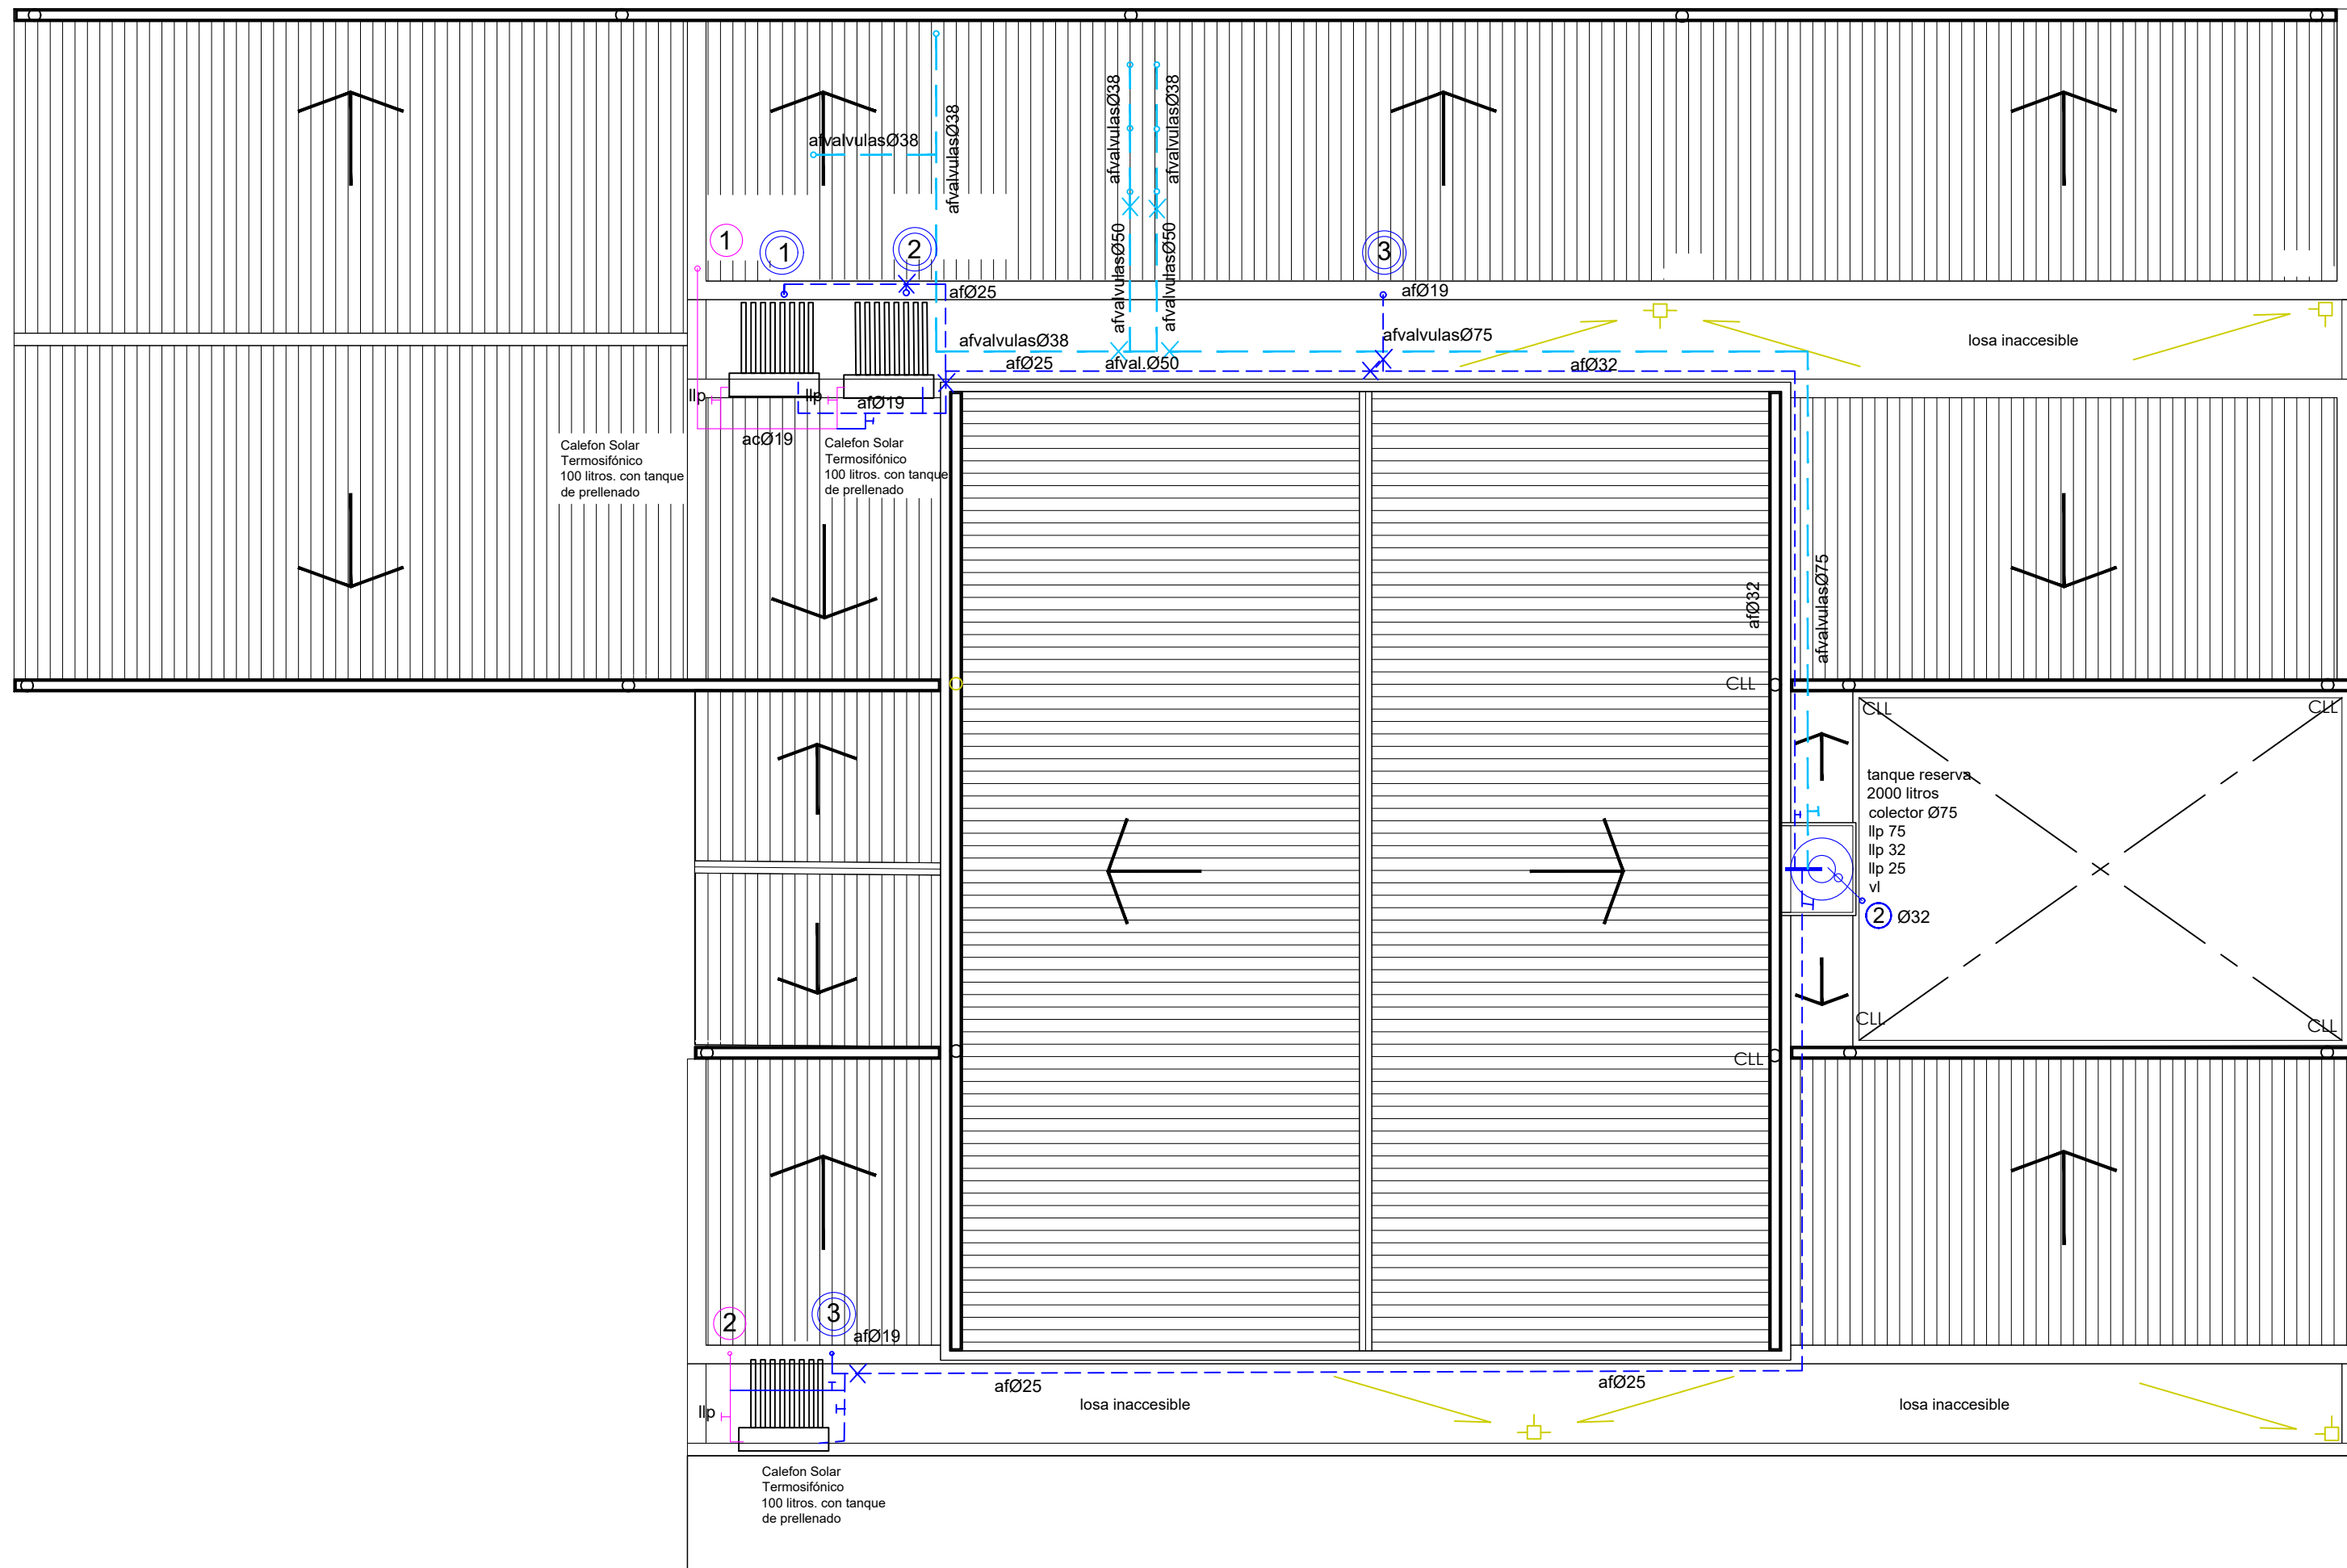 afvalvulasØ38
afvalvulasØ38
afvalvulasØ38
afvalvulasØ38
1
1
2
afvalvulasØ50
afvalvulasØ50
3
afØ25
afØ19
afvalvulasØ38
afvalvulasØ75
losa inaccesible
afØ25
afval.Ø50
afØ32
llp
llp
afØ19
acØ19
Calefon Solar
Termosifónico
100 litros. con tanque
de prellenado
Calefon Solar
Termosifónico
100 litros. con tanque
de prellenado
afØ32
afvalvulasØ75
CLL
CLL
CLL
tanque reserva
2000 litros
colector Ø75
llp 75
llp 32
llp 25
vl
2 Ø32
CLL
CLL
CLL
2
3
afØ19
afØ25
afØ25
llp
losa inaccesible
losa inaccesible
Calefon Solar
Termosifónico
100 litros. con tanque
de prellenado